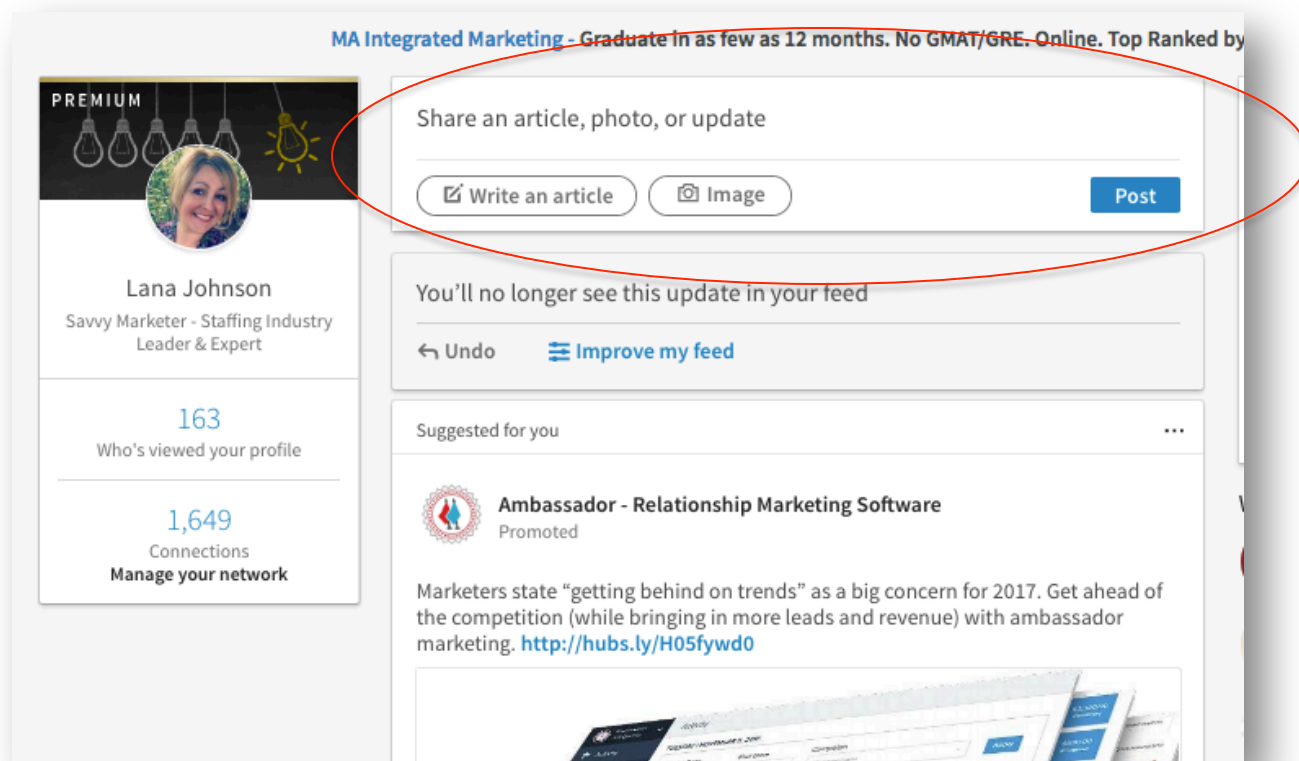 MA Integrated Marketing - Graduate in as few as 12 months. No GMAT/GRE. Online. Top Ranked by
PREMIUM
Lana Johnson
Savvy Marketer - Staffing Industry
Leader & Expert
163
Who's viewed your profile
1,649
Connections
Manage your network
Share an article, photo, or update
Write an article
Image
Post
You’ll no longer see this update in your feed
Undo
Improve my feed
Suggested for you
Ambassador - Relationship Marketing Software
Promoted
Marketers state “getting behind on trends” as a big concern for 2017. Get ahead of
the competition (while bringing in more leads and revenue) with ambassador
marketing. http://hubs.ly/H05fywd0
Activity